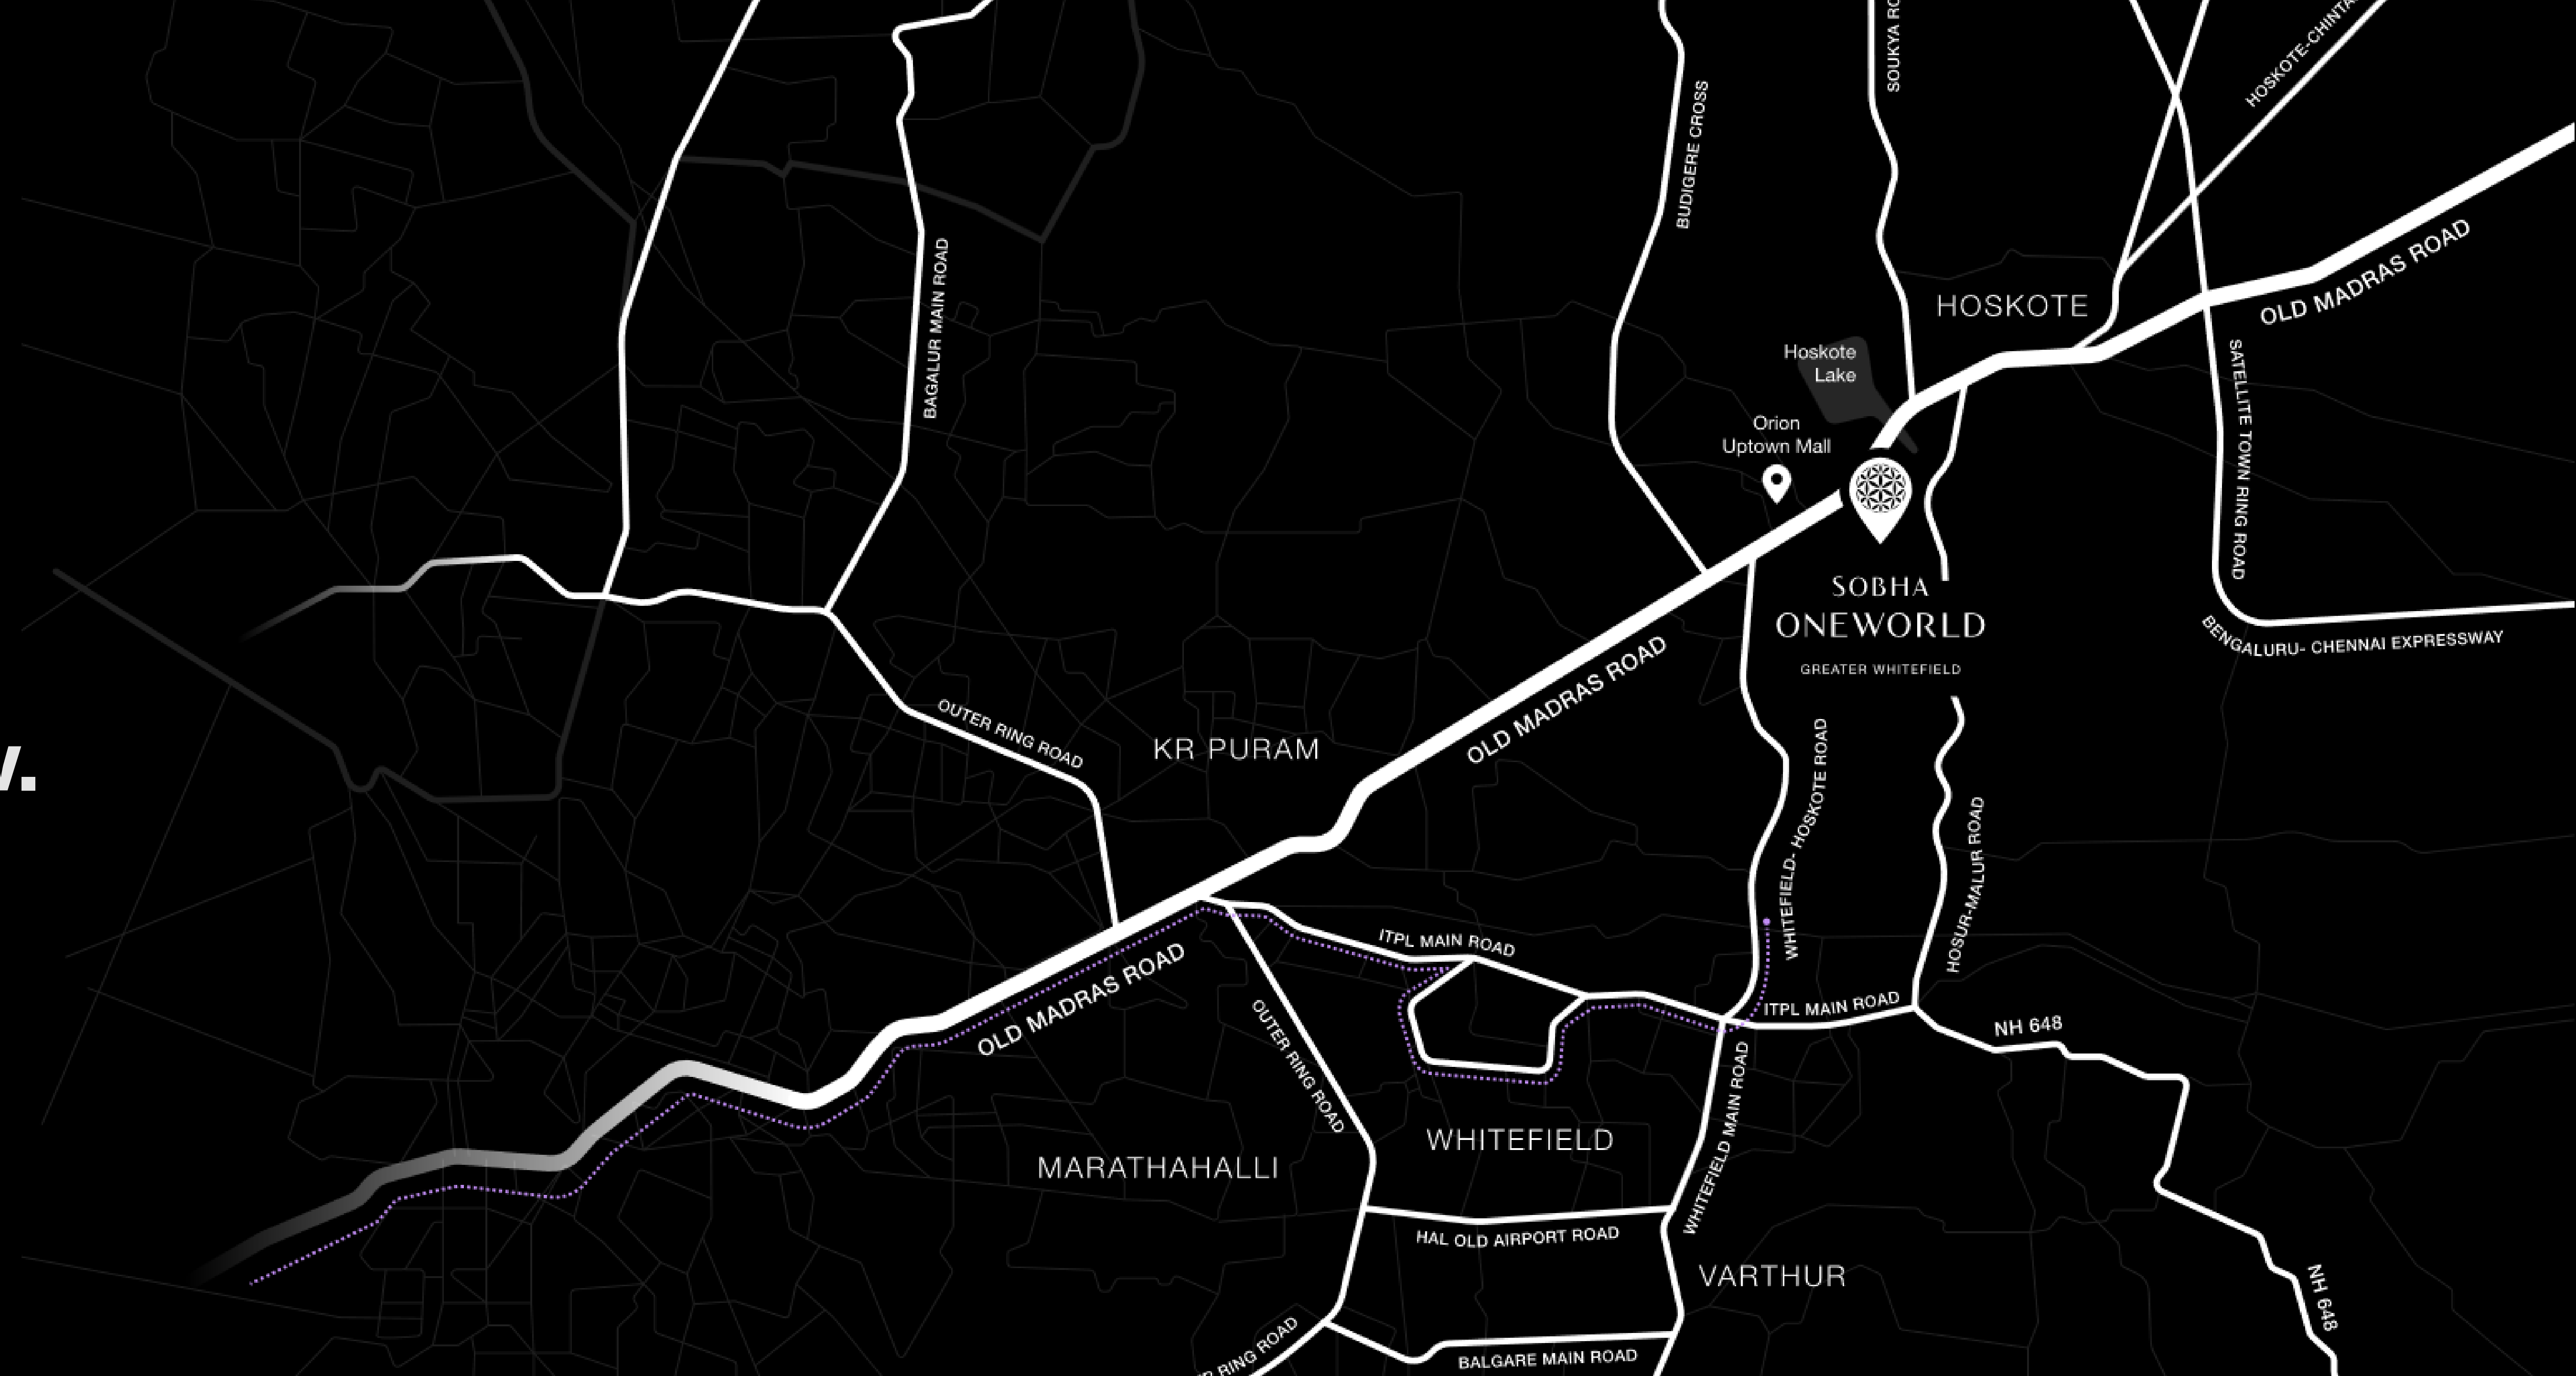 SOUKYA RO
HOSKOTE-CHINTA
BUDIGERE CROSS
OLD MADRAS ROAD
BAGALUR MAIN ROAD
HOSKOTE
Hoskote
Lake
Orion
Uptown Mall
SATELLITE TOWN RING ROAD
SOBHA
ONEWORLD
GREATER WHITEFIELD
BENGALURU- CHENNAI EXPRESSWAY
OLD MADRAS ROAD
OUTER RING ROAD
KR PURAM
WHITEFIELD- HOSKOTE ROAD
HOSUR-MALUR ROAD
ITPL MAIN ROAD
OLD MADRAS ROAD
ITPL MAIN ROAD
NH 648
OUTER RING ROAD
WHITEFIELD MAIN ROAD
WHITEFIELD
MARATHAHALLI
HAL OLD AIRPORT ROAD
VARTHUR
NH 648
R RING ROAD
BALGARE MAIN ROAD